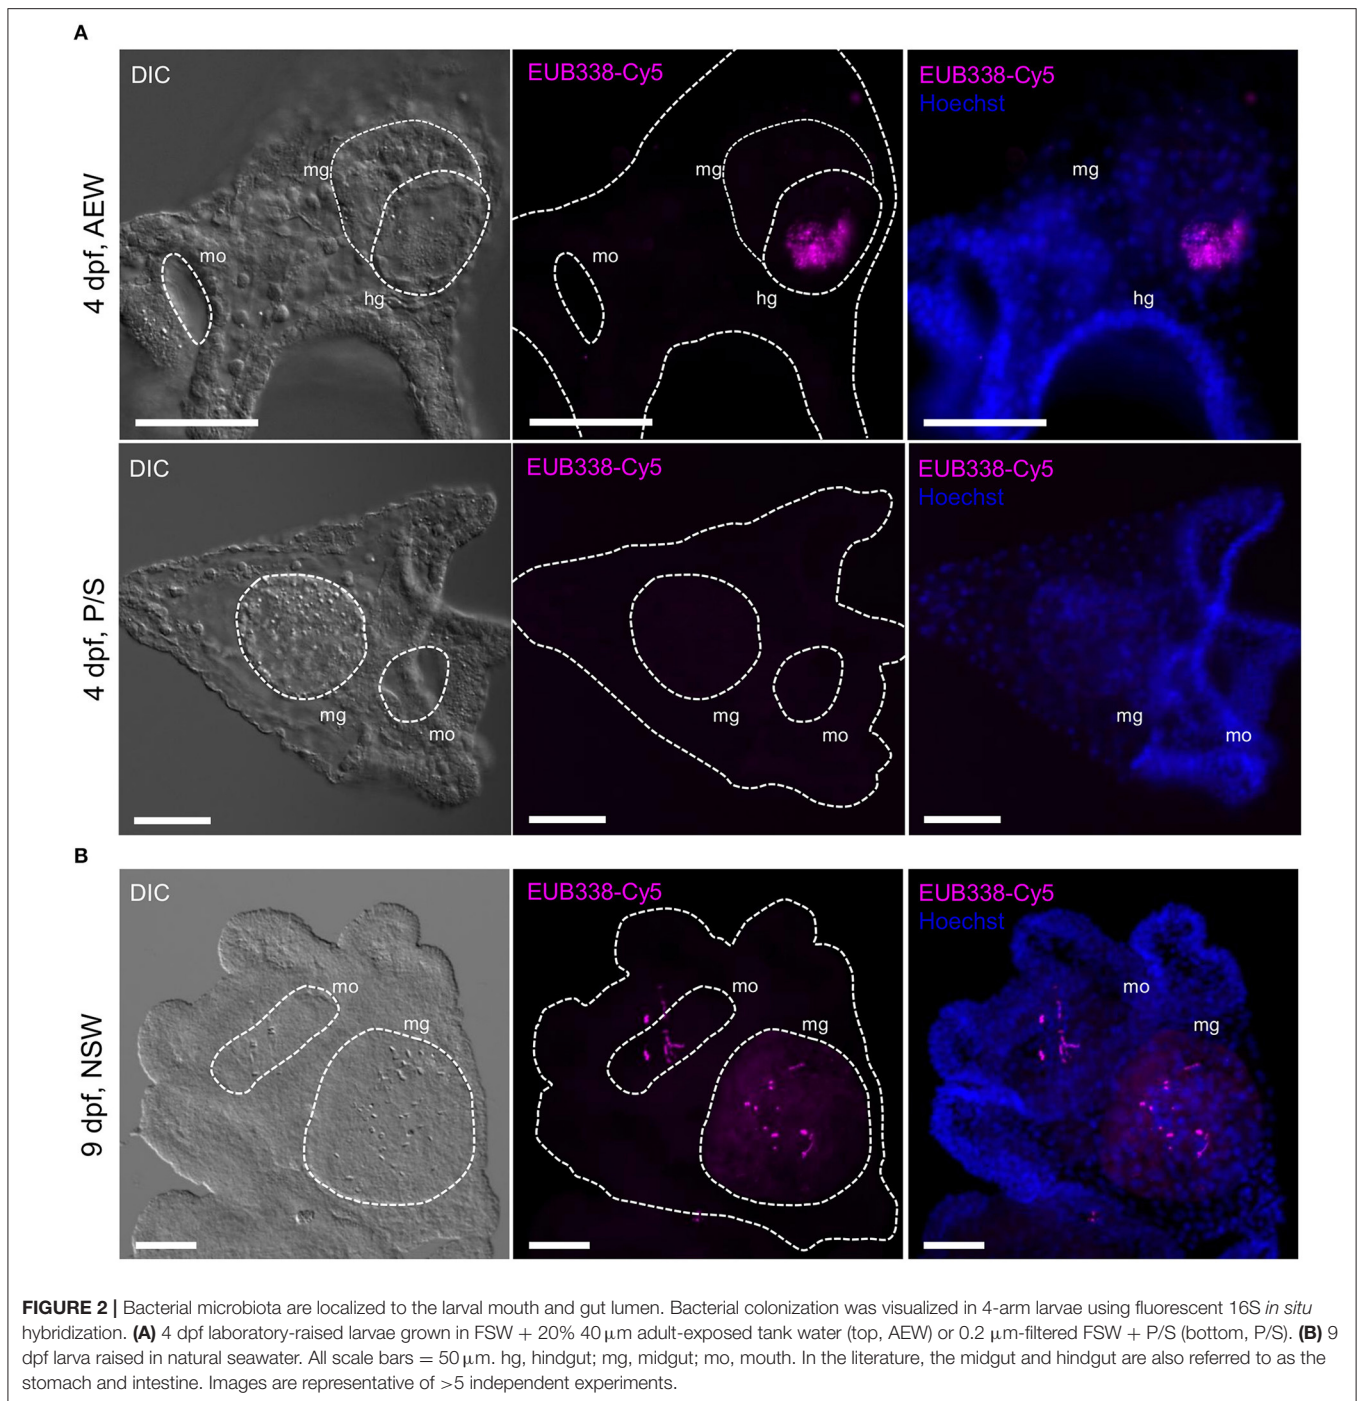 A
DIC
EUB338-Cy5
EUB338-Cy5
Hoechst
4 dpf, AEW
mg
mo
hg
mg
mo
hg
mg
hg
DIC
EUB338-Cy5
EUB338-Cy5
Hoechst
4 dpf, P/S
mg
mo
mg
mo
mg
mo
B
DIC
EUB338-Cy5
EUB338-Cy5
Hoechst
9 dpf, NSW
mo
mg
mo
mg
mo
mg
FIGURE 2 | Bacterial microbiota are localized to the larval mouth and gut lumen. Bacterial colonization was visualized in 4-arm larvae using fluorescent 16S in situ
hybridization. (A) 4 dpf laboratory-raised larvae grown in FSW + 20% 40 μm adult-exposed tank water (top, AEW) or 0.2 μm-filtered FSW + P/S (bottom, P/S). (B) 9
dpf larva raised in natural seawater. All scale bars = 50 μm. hg, hindgut; mg, midgut; mo, mouth. In the literature, the midgut and hindgut are also referred to as the
stomach and intestine. Images are representative of >5 independent experiments.